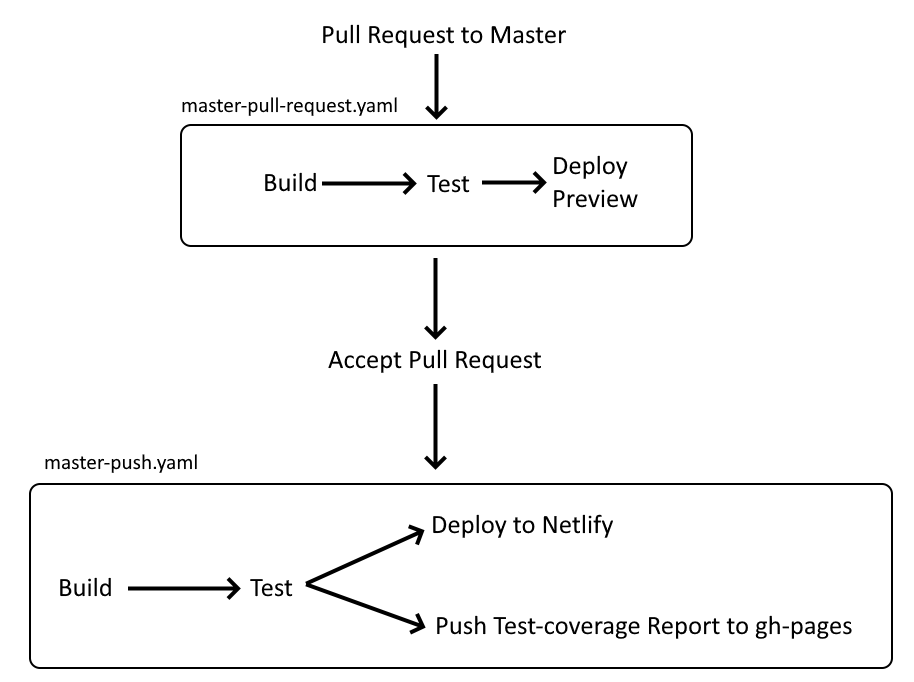 Pull Request to Master
master-pull-request.yaml
Build
Test
Deploy
Preview
Accept Pull Request
master-push.yaml
Deploy to Netlify
Build
Test
Push Test-coverage Report to gh-pages